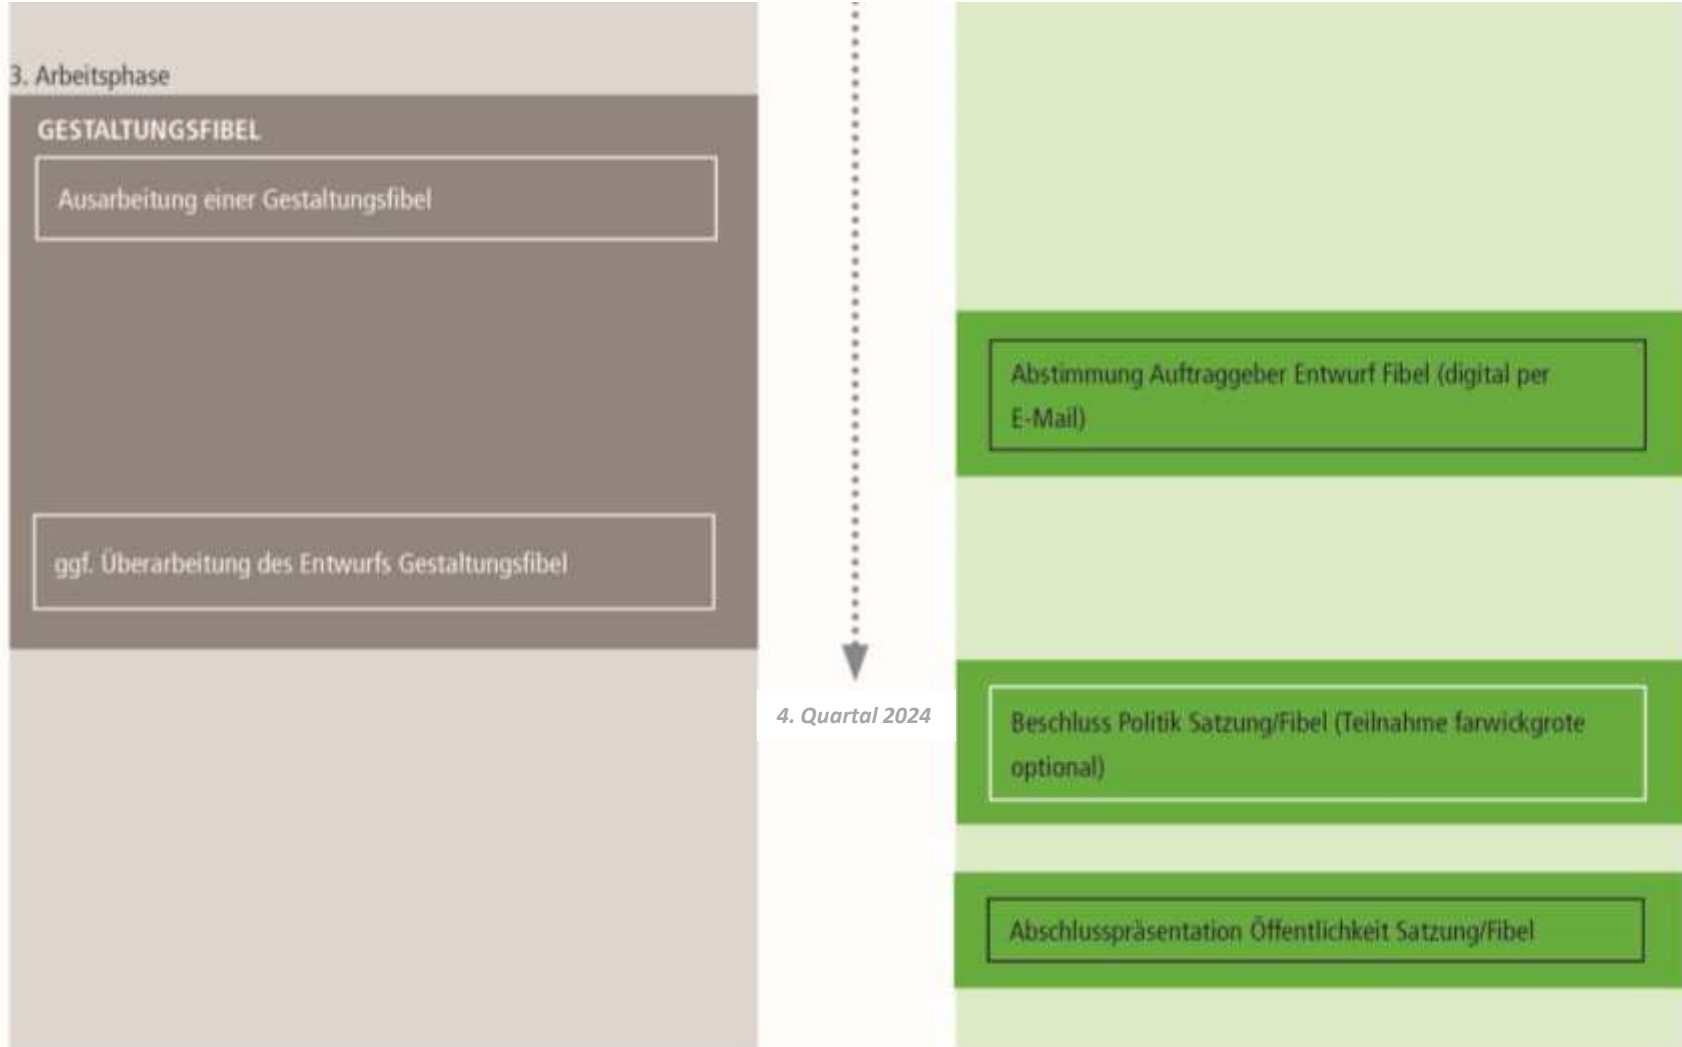 3. Arbeitsphase
GESTALTUNGSFIBEL
Ausarbeitung einer Gestaltungsfibel
Abstimmung Auftraggeber Entwurf Fibel (digital per
E-Mail)
ggf. Überarbeitung des Entwurfs Gestaltungsfibel
4. Quartal 2024
Beschluss Politik Satzung/Fibel (Teilnahme farwickgrote
optional)
Abschlusspräsentation Öffentlichkeit Satzung/Fibel